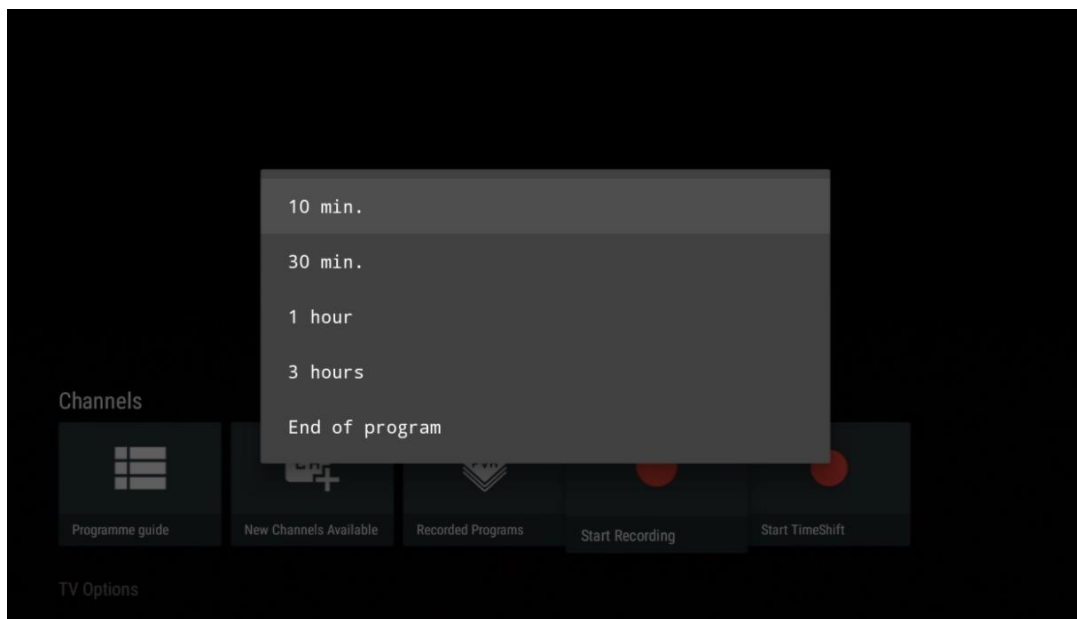 10 min.
30 min.
1 hour
3 hours
End of program
Channels
Programme guide
New Channels Available
Recorded Programs
Start Recording
Start TimeShift
TV Options